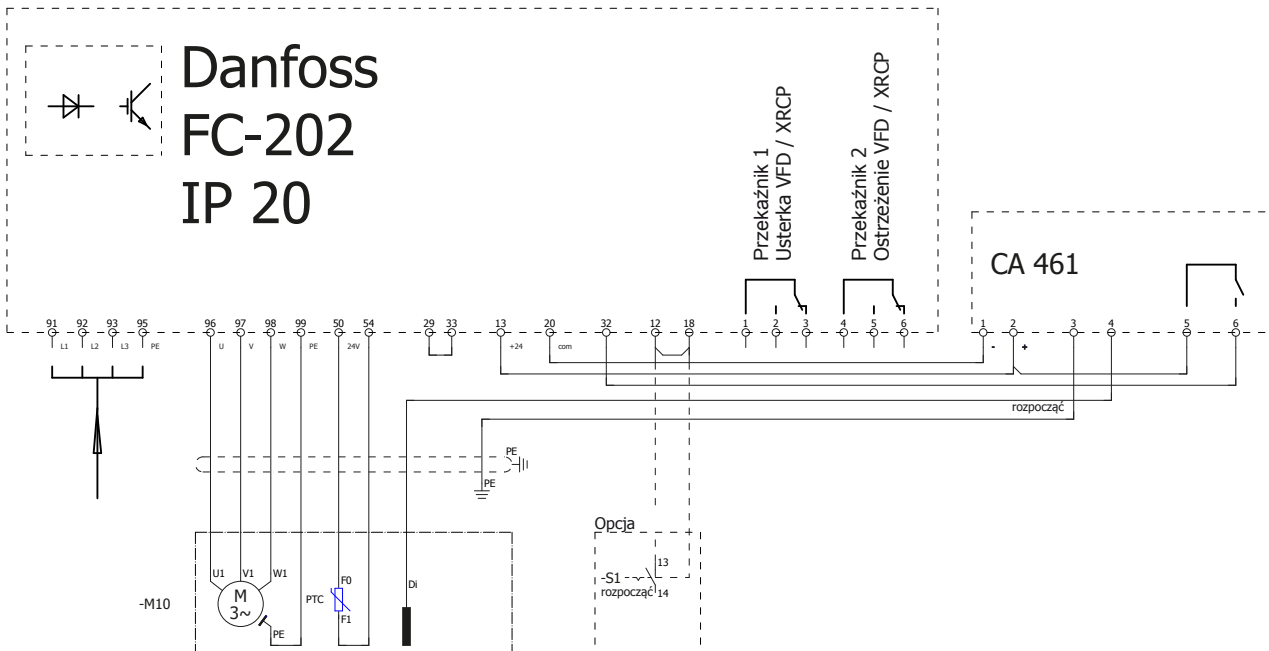 Danfoss
FC-202
IP 20
Przekaźnik 1
Usterka VFD / XRCP
Przekaźnik 2
Ostrzeżenie VFD / XRCP
CA 461
91 92 93 95 96 97 98 99 50 54 29 33 13 20 32 12 18 1 2 3 4 5 6 1 2 3 4 5 6
L1 L2 L3 PE U V W PE 24V +24 com - +
rozpocząć
PE
PE
Opcja
13
-S1
rozpocząć 14
U1 V1 W1 F0 Di
-M10
M
3~
PTC
F1
PE